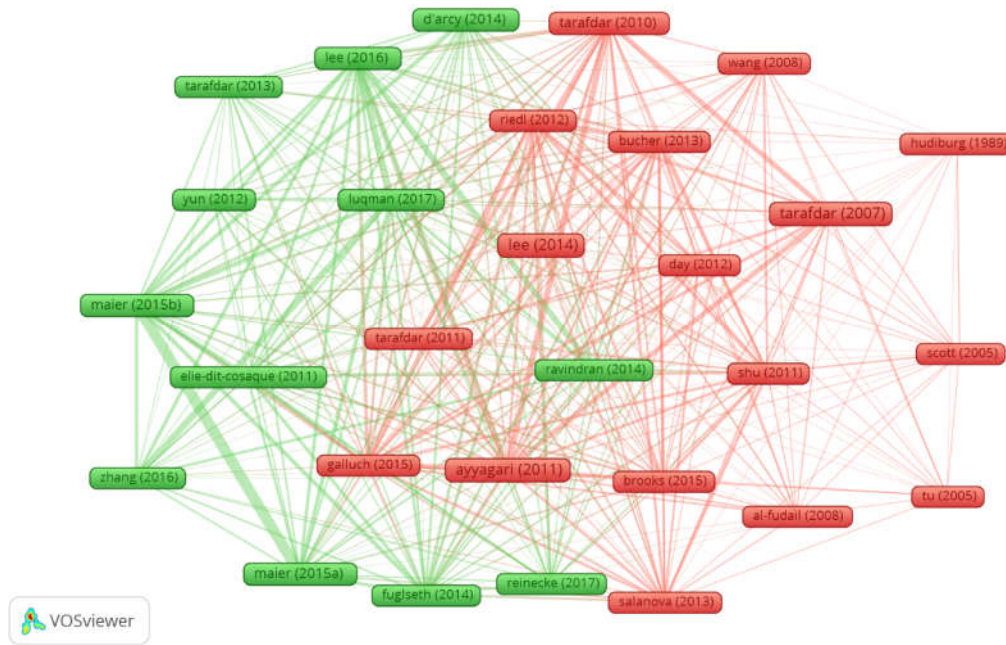 d'arcy (2014)
tarafdar (2010)
lee (2016)
wang (2008)
tarafdar (2013)
riedl (2012)
bucher (2013)
hudiburg (1989)
yun (2012)
luqman (2017)
tarafdar (2007)
lee (2014)
day (2012)
maier (2015b)
tarafdar (2011)
scott (2005)
elie-dit-cosaque (2011)
ravindran (2014)
shu (2011)
zhang (2016)
galluch (2015)
ayyagari (2011)
brooks (2015)
tu (2005)
al-fudail (2008)
maier (2015a)
fuglseth (2014)
reinecke (2017)
salanova (2013)
VOSviewer